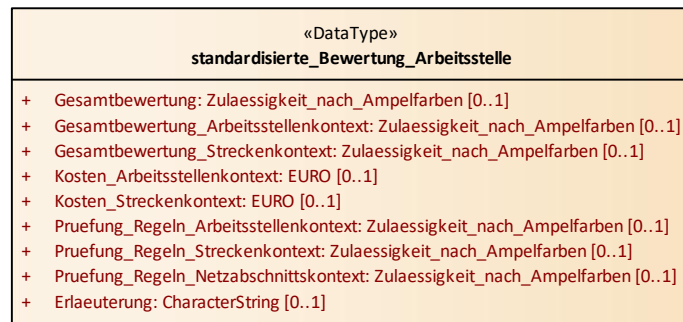 «DataType»
standardisierte_Bewertung_Arbeitsstelle
+ Gesamtbewertung: Zulaessigkeit_nach_Ampelfarben [0..1]
+ Gesamtbewertung_Arbeitsstellenkontext: Zulaessigkeit_nach_Ampelfarben [0..1]
+ Gesamtbewertung_Streckenkontext: Zulaessigkeit_nach_Ampelfarben [0..1]
+ Kosten_Arbeitsstellenkontext: EURO [0..1]
+ Kosten_Streckenkontext: EURO [0..1]
+ Pruefung_Regeln_Arbeitsstellenkontext: Zulaessigkeit_nach_Ampelfarben [0..1]
+ Pruefung_Regeln_Streckenkontext: Zulaessigkeit_nach_Ampelfarben [0..1]
+ Pruefung_Regeln_Netzabschnittskontext: Zulaessigkeit_nach_Ampelfarben [0..1]
+ Erlaeuterung: CharacterString [0..1]